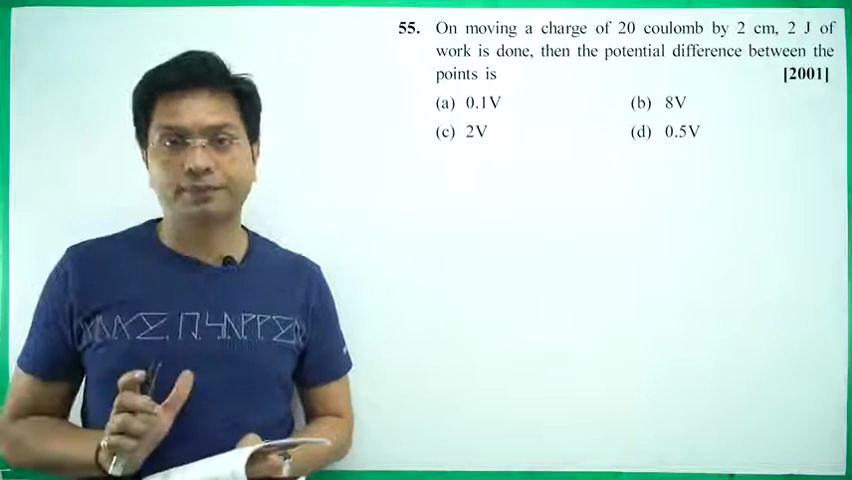 55. On moving a charge of 20 coulomb by 2 cm, 2 J of
work is done, then the potential difference between the
points is [2001]
(a) 0.1V (b) 8V
(c) 2V (d) 0.5V